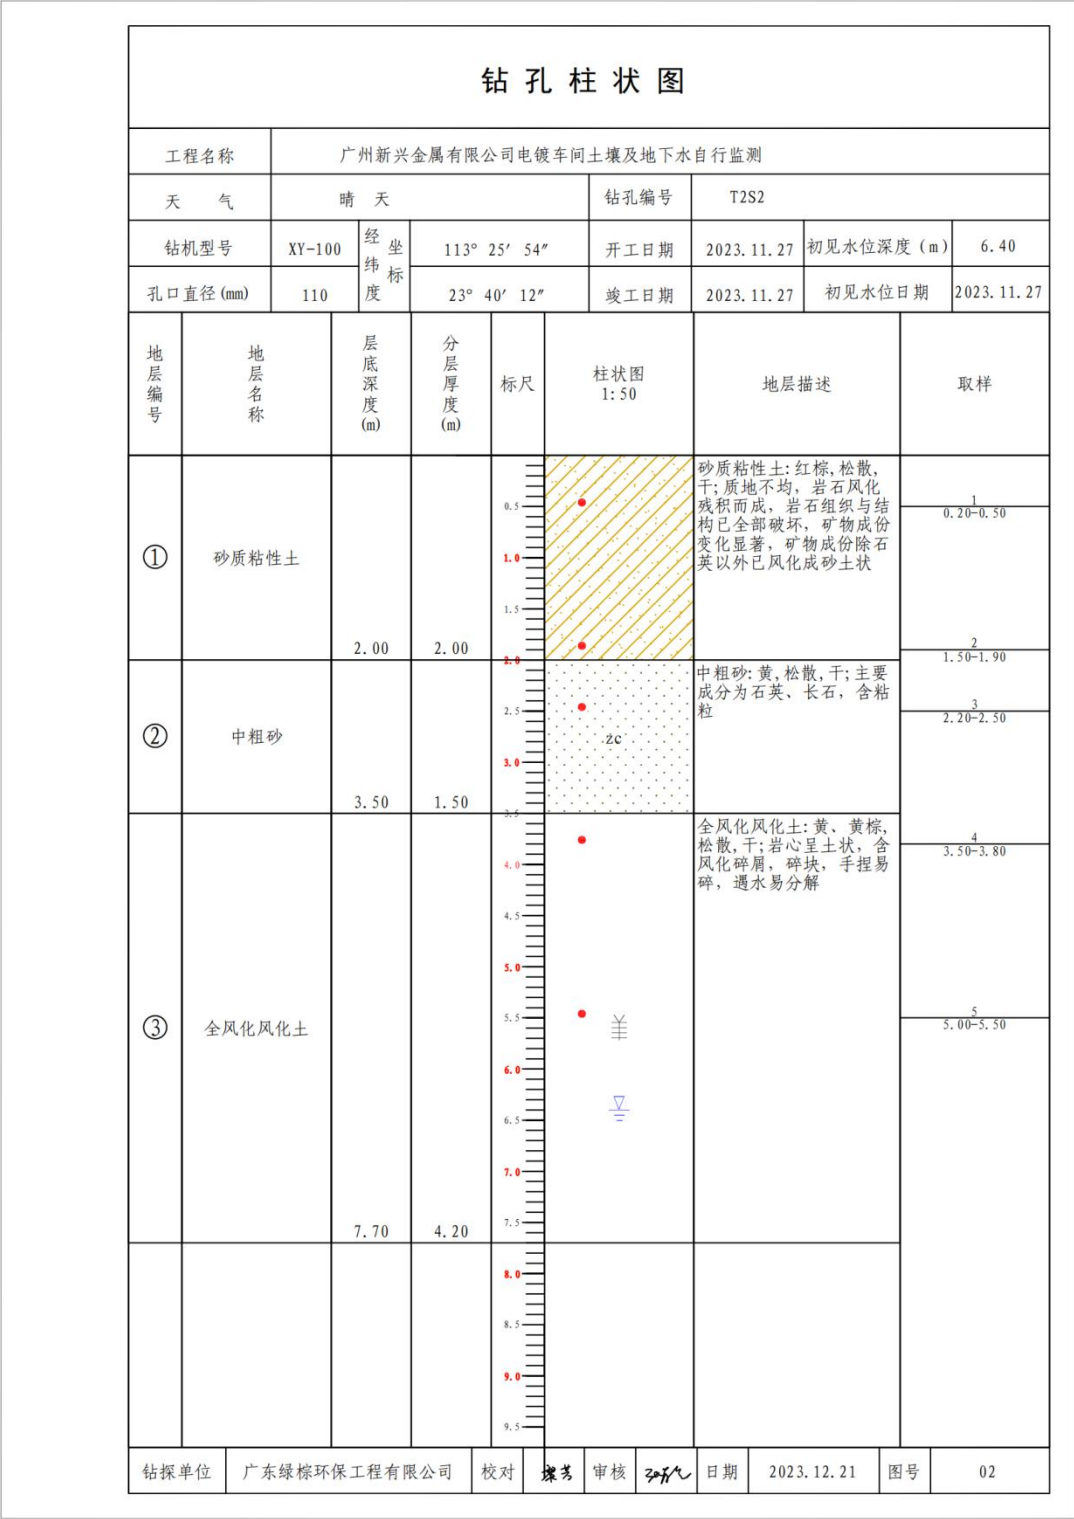 钻孔柱状图
工程名称 广州新兴金属有限公司电镀车间土壤及地下水自行监测
天 气 晴 天 钻孔编号 T2S2
钻机型号 XY-100 经纬度 坐标 113° 25′ 54″ 开工日期 2023.11.27 初见水位深度(m) 6.40
孔口直径(mm) 110 23° 40′ 12″ 竣工日期 2023.11.27 初见水位日期 2023.11.27
地层编号 地层名称 层底深度(m) 分层厚度(m) 标尺 柱状图 1:50 地层描述 取样
① 砂质粘性土 2.00 2.00
砂质粘性土:红棕,松散,
干;质地不均，岩石风化
残积而成，岩石组织与结
构已全部破坏，矿物成份
变化显著，矿物成份除石
英以外已风化成砂土状
0.5
1.0
1.5
2.0
1
0.20-0.50
2
1.50-1.90
② 中粗砂 3.50 1.50
中粗砂:黄,松散,干;主要
成分为石英、长石，含粘
粒
zc
2.5
3.0
3.5
3
2.20-2.50
③ 全风化风化土 7.70 4.20
全风化风化土:黄、黄棕,
松散,干;岩心呈土状，含
风化碎屑，碎块，手捏易
碎，遇水易分解
4.0
4.5
5.0
5.5
6.0
6.5
7.0
7.5
4
3.50-3.80
5
5.00-5.50
8.0
8.5
9.0
9.5
钻探单位 广东绿棕环保工程有限公司 校对 审核 日期 2023.12.21 图号 02